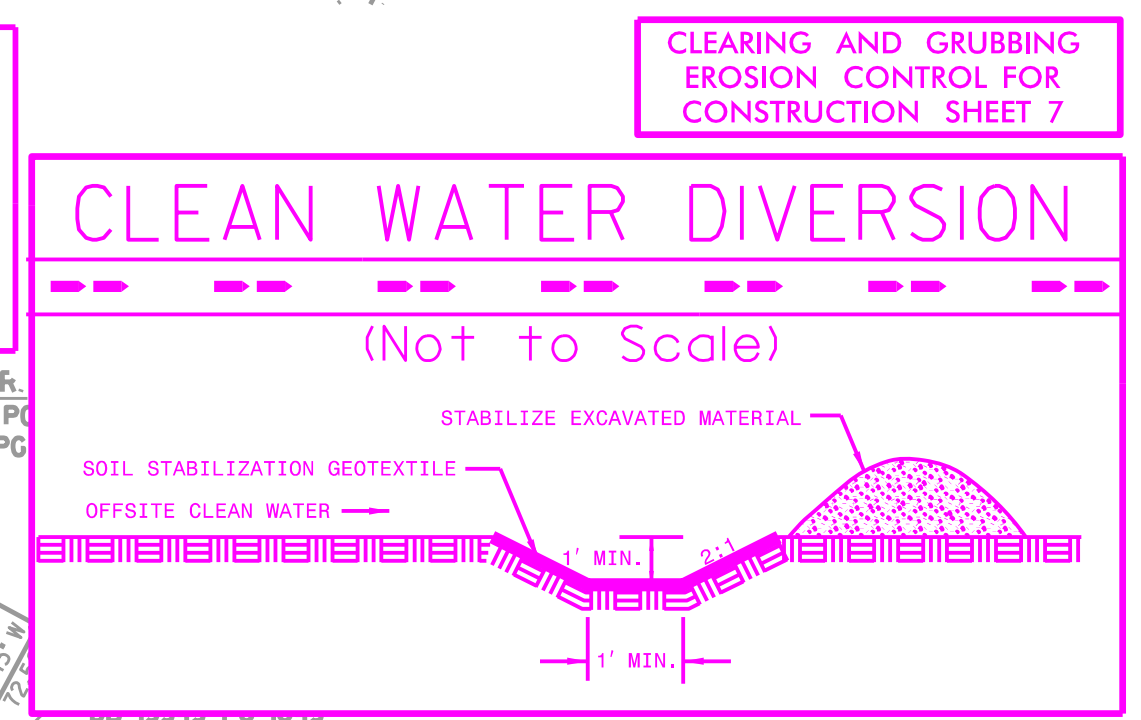 CLEARING AND GRUBBING
EROSION CONTROL FOR
CONSTRUCTION SHEET 7
CLEAN WATER DIVERSION
(Not to Scale)
STABILIZE EXCAVATED MATERIAL
SOIL STABILIZATION GEOTEXTILE
OFFSITE CLEAN WATER
1' MIN.
2:1
1' MIN.